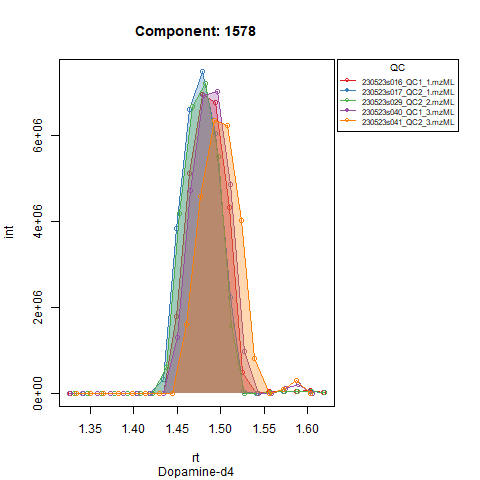 Component: 1578
QC
230523s016_QC1_1.mzML
230523s017_QC2_1.mzML
230523s029_QC2_2.mzML
230523s040_QC1_3.mzML
230523s041_QC2_3.mzML
int
6e+06
4e+06
2e+06
0e+00
1.35 1.40 1.45 1.50 1.55 1.60
rt
Dopamine-d4